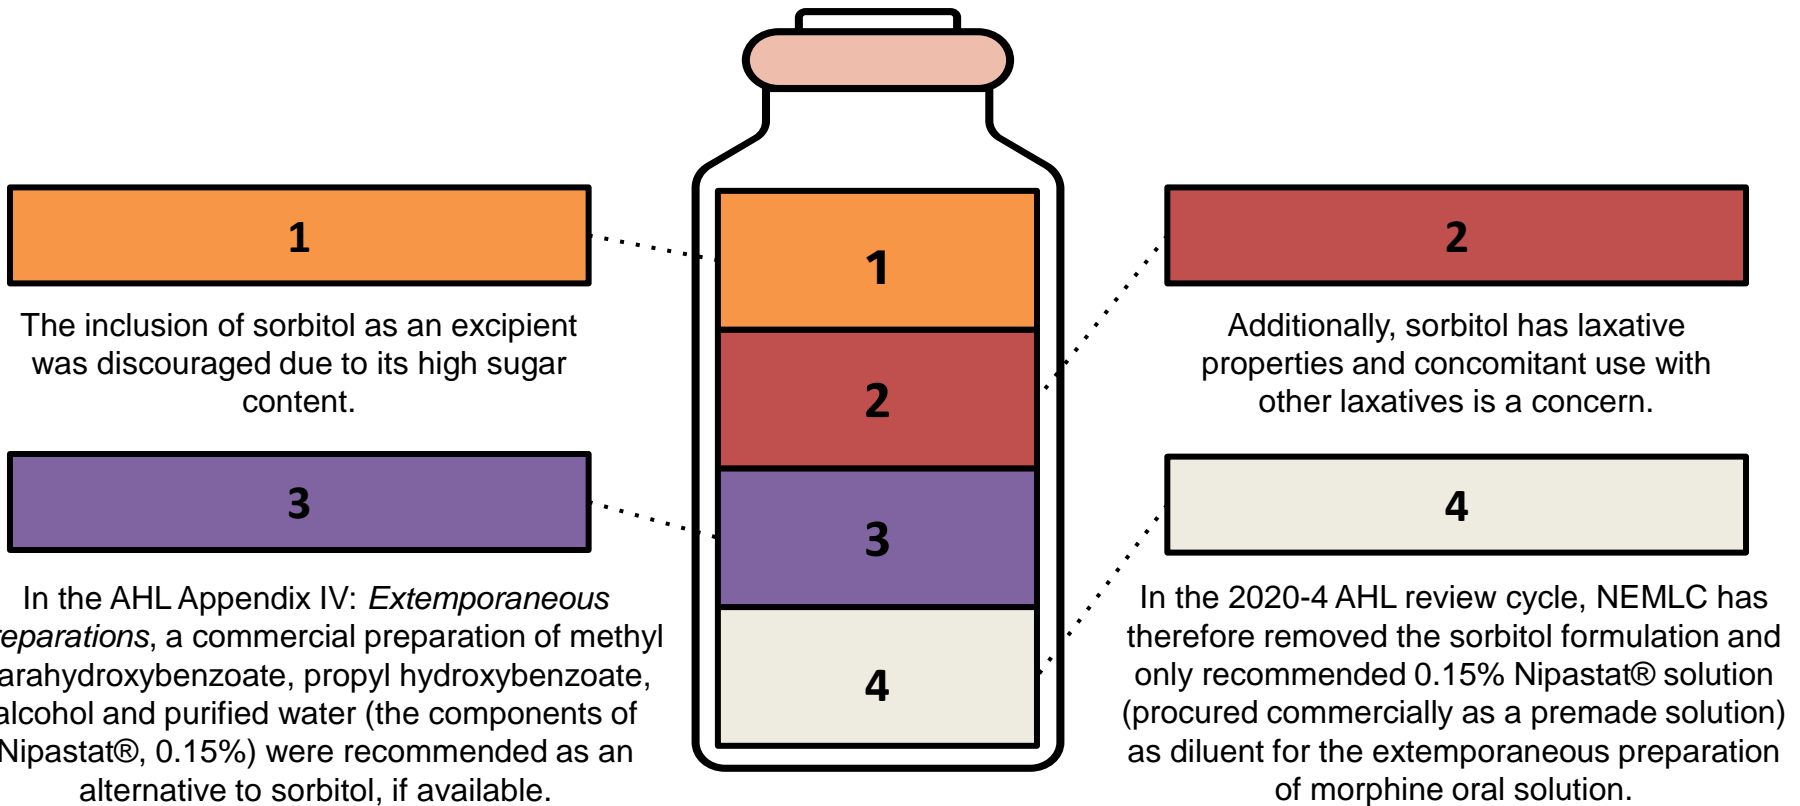 1
The inclusion of sorbitol as an excipient
was discouraged due to its high sugar
content.
3
In the AHL Appendix IV: Extemporaneous
reparations, a commercial preparation of methyl
arahydroxybenzoate, propyl hydroxybenzoate,
alcohol and purified water (the components of
Nipastat®, 0.15%) were recommended as an
alternative to sorbitol, if available.
1
2
3
4
2
Additionally, sorbitol has laxative
properties and concomitant use with
other laxatives is a concern.
4
In the 2020-4 AHL review cycle, NEMLC has
therefore removed the sorbitol formulation and
only recommended 0.15% Nipastat® solution
(procured commercially as a premade solution)
as diluent for the extemporaneous preparation
of morphine oral solution.